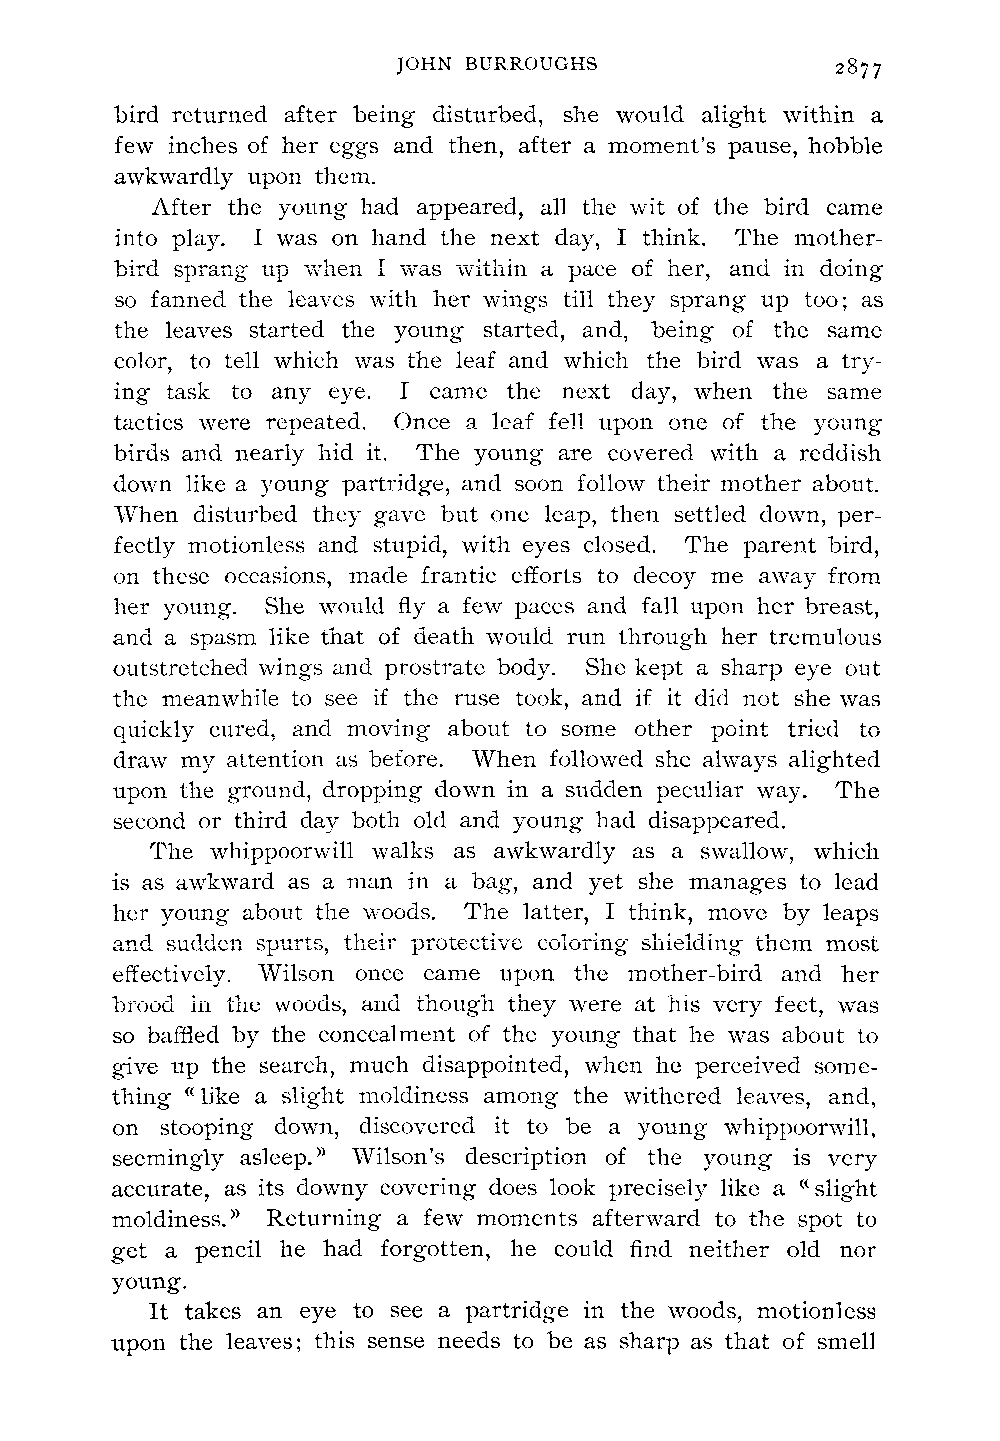 JOHN BURROUGHS 2877
bird returned after being disturbed, she would alight within a
few inches of her eggs and then, after a moment's pause, hobble
awkwardly upon them.
After the young had appeared, all the wit of the bird came
into play. I was on hand the next day, I think. The mother-
bird sprang up when I was within a pace of her, and in doing
so fanned the leaves with her wings till they sprang up too; as
the leaves started the young started, and, being of the same
color, to tell which was the leaf and which the bird was a try-
ing task to any eye. I came the next day, when the same
tactics were repeated. Once a leaf fell upon one of the young
birds and nearly hid it. The young are covered with a reddish
down like a young partridge, and soon follow their mother about.
When disturbed they gave but one leap, then settled down, per-
fectly motionless and stupid, with eyes closed. The parent bird,
on these occasions, made frantic efforts to decoy me away from
her young. She would fly a few paces and fall upon her breast,
and a spasm like that of death would run through her tremulous
outstretched wings and prostrate body. She kept a sharp eye out
the meanwhile to see if the ruse took, and if it did not she was
quickly cured, and moving about to some other point tried to
draw my attention as before. When followed she always alighted
upon the ground, dropping down in a sudden peculiar way. The
second or third day both old and young had disappeared.
The whippoorwill walks as awkwardly as a swallow, which
is as awkward as a man in a bag, and yet she manages to lead
her young about the woods. The latter, I think, move by leaps
and sudden spurts, their protective coloring shielding them most
effectively. Wilson once came upon the mother-bird and her
brood in the woods, and though they were at his very feet, was
so baffled by the concealment of the young that he was about to
give up the search, much disappointed, when he perceived some-
thing "like a slight moldiness among the withered leaves, and,
on stooping down, discovered it to be a young whippoorwill,
seemingly asleep." Wilson's description of the young is very
accurate, as its downy covering does look precisely like a "slight
moldiness." Returning a few moments afterward to the spot to
get a pencil he had forgotten, he could find neither old nor
young.
It takes an eye to see a partridge in the woods, motionless
upon the leaves; this sense needs to be as sharp as that of smell